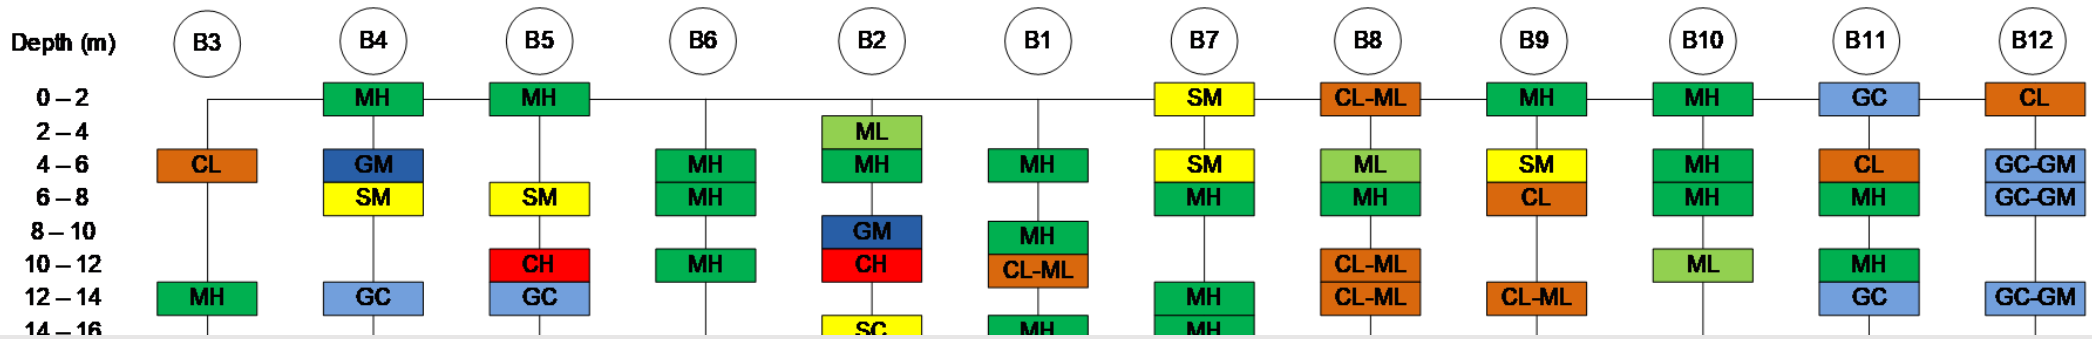 Depth (m) B3 B4 B5 B6 B2 B1 B7 B8 B9 B10 B11 B12
0 – 2 MH MH SM CL-ML MH MH GC CL
2 – 4 ML
4 – 6 CL GM MH MH MH SM ML SM MH CL GC-GM
6 – 8 SM SM MH MH MH CL MH MH GC-GM
8 – 10 GM MH
10 – 12 CH MH CH CL-ML CL-ML ML MH
12 – 14 MH GC GC MH CL-ML CL-ML GC GC-GM
14 – 16 SC MH MH